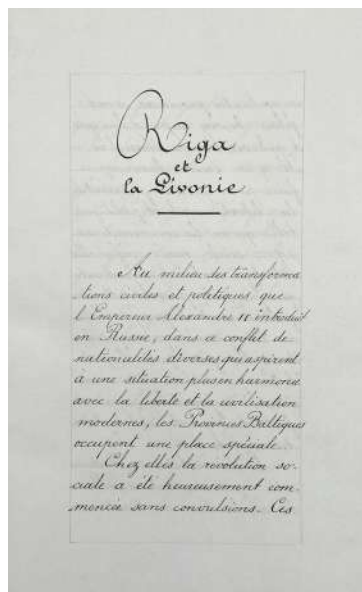 Riga
et
la Livonie
Au milieu des transforma
tions civiles et politiques que
l'Empereur Alexandre II introduit
en Russie, dans ce conflit de
nationalités diverses qui aspirent
à une situation plus en harmonie
avec la liberté et la civilisation
modernes, les Provinces Baltiques
occupent une place spéciale.
Chez elles la révolution so-
ciale a été heureusement com-
mencée sans convulsions. Ces